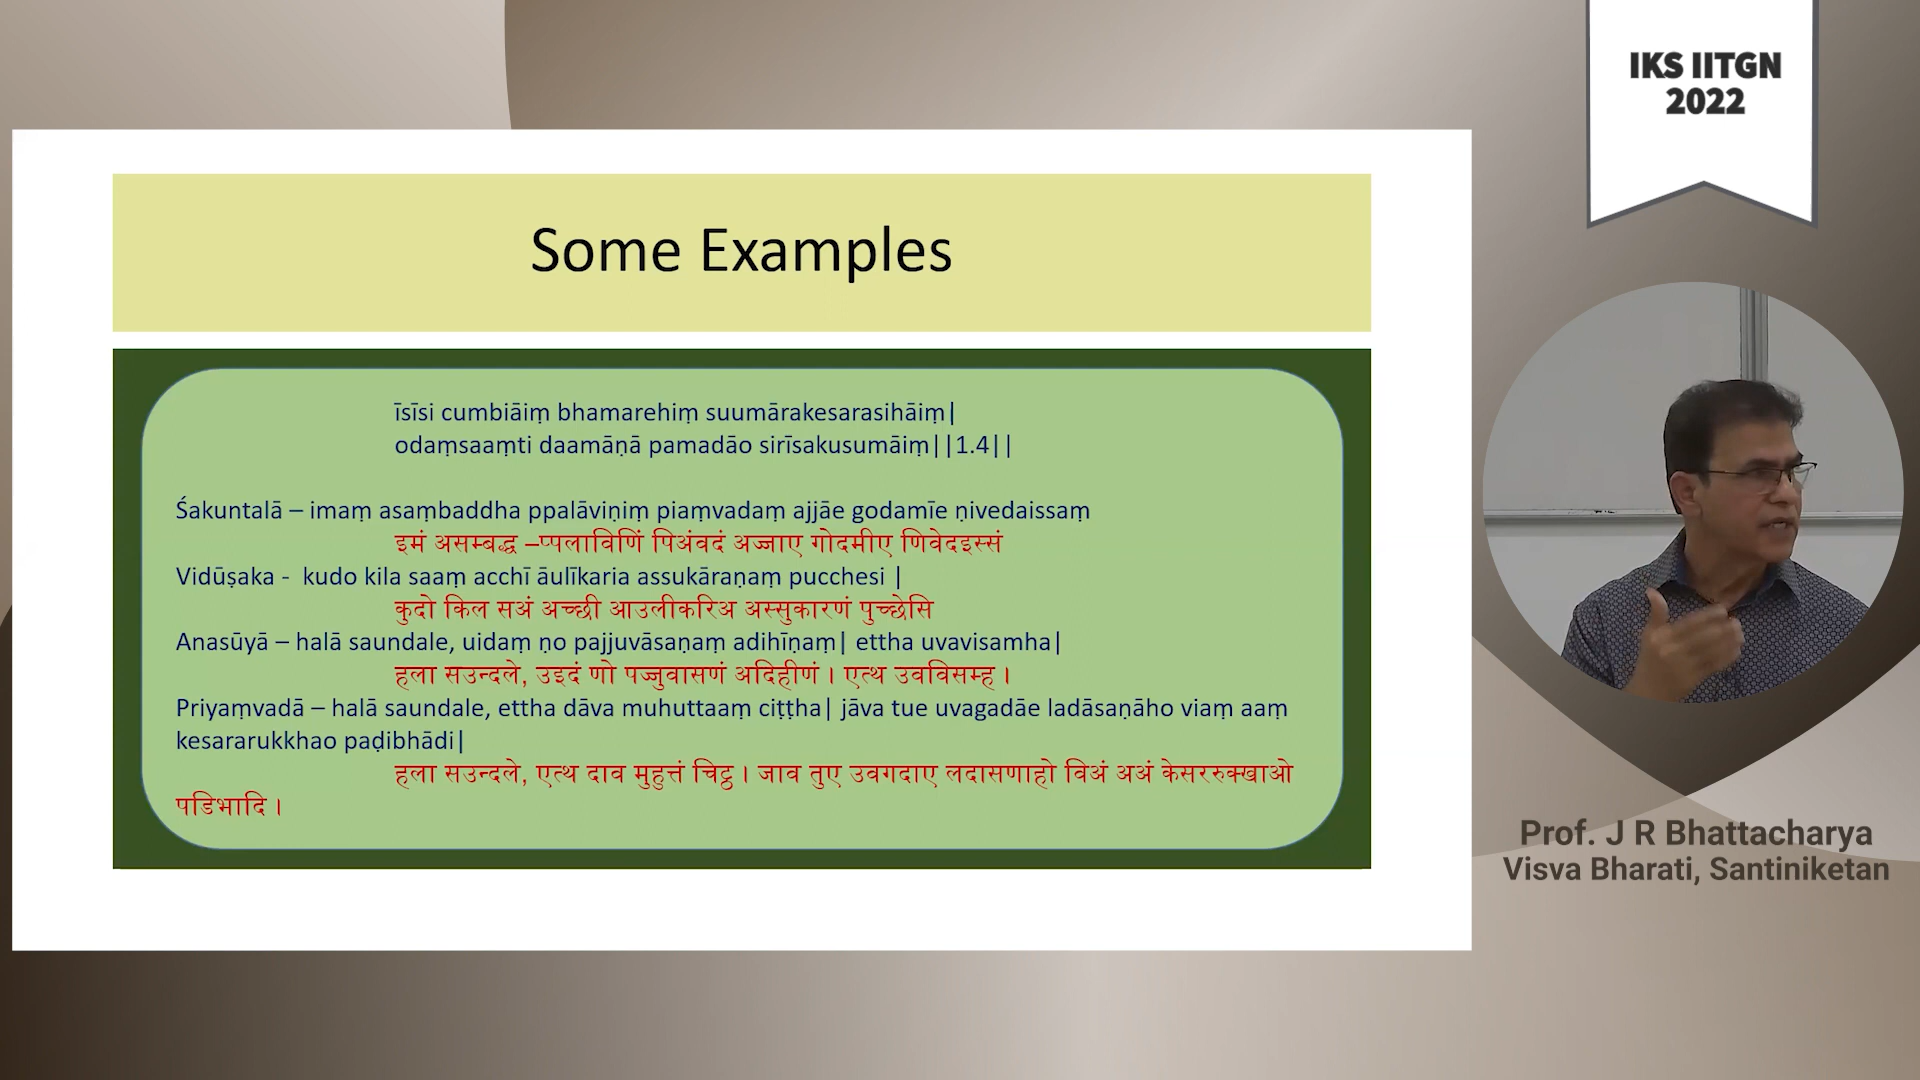 IKS IITGN
2022
Some Examples
īsīsi cumbiāiṃ bhamarehiṃ suumārakesarasihāiṃ|
odaṃsaaṃti daamāṇā pamadāo sirīsakusumāiṃ||1.4||
Śakuntalā – imaṃ asaṃbaddha ppalāviṇiṃ piaṃvadaṃ ajjāe godamīe ṇivedaissaṃ
इमं असम्बद्ध –प्पलाविणिं पिअंवदं अज्जाए गोदमीए णिवेदइस्सं
Vidūṣaka - kudo kila saaṃ acchī āulīkaria assukāraṇaṃ pucchesi |
कुदो किल सअं अच्छी आउलीकरिअ अस्सुकारणं पुच्छेसि
Anasūyā – halā saundale, uidaṃ ṇo pajjuvāsaṇaṃ adihīṇaṃ| ettha uvavisamha|
हला सउन्दले, उइदं णो पज्जुवासणं अदिहीणं । एत्थ उवविसम्ह ।
Priyaṃvadā – halā saundale, ettha dāva muhuttaaṃ ciṭṭha| jāva tue uvagadāe ladāsaṇāho viaṃ aaṃ
kesararukkhao paḍibhādi|
हला सउन्दले, एत्थ दाव मुहुत्तं चिट्ठ । जाव तुए उवगदाए लदासणाहो विअं अअं केसररुक्खाओ
पडिभादि ।
Prof. J R Bhattacharya
Visva Bharati, Santiniketan